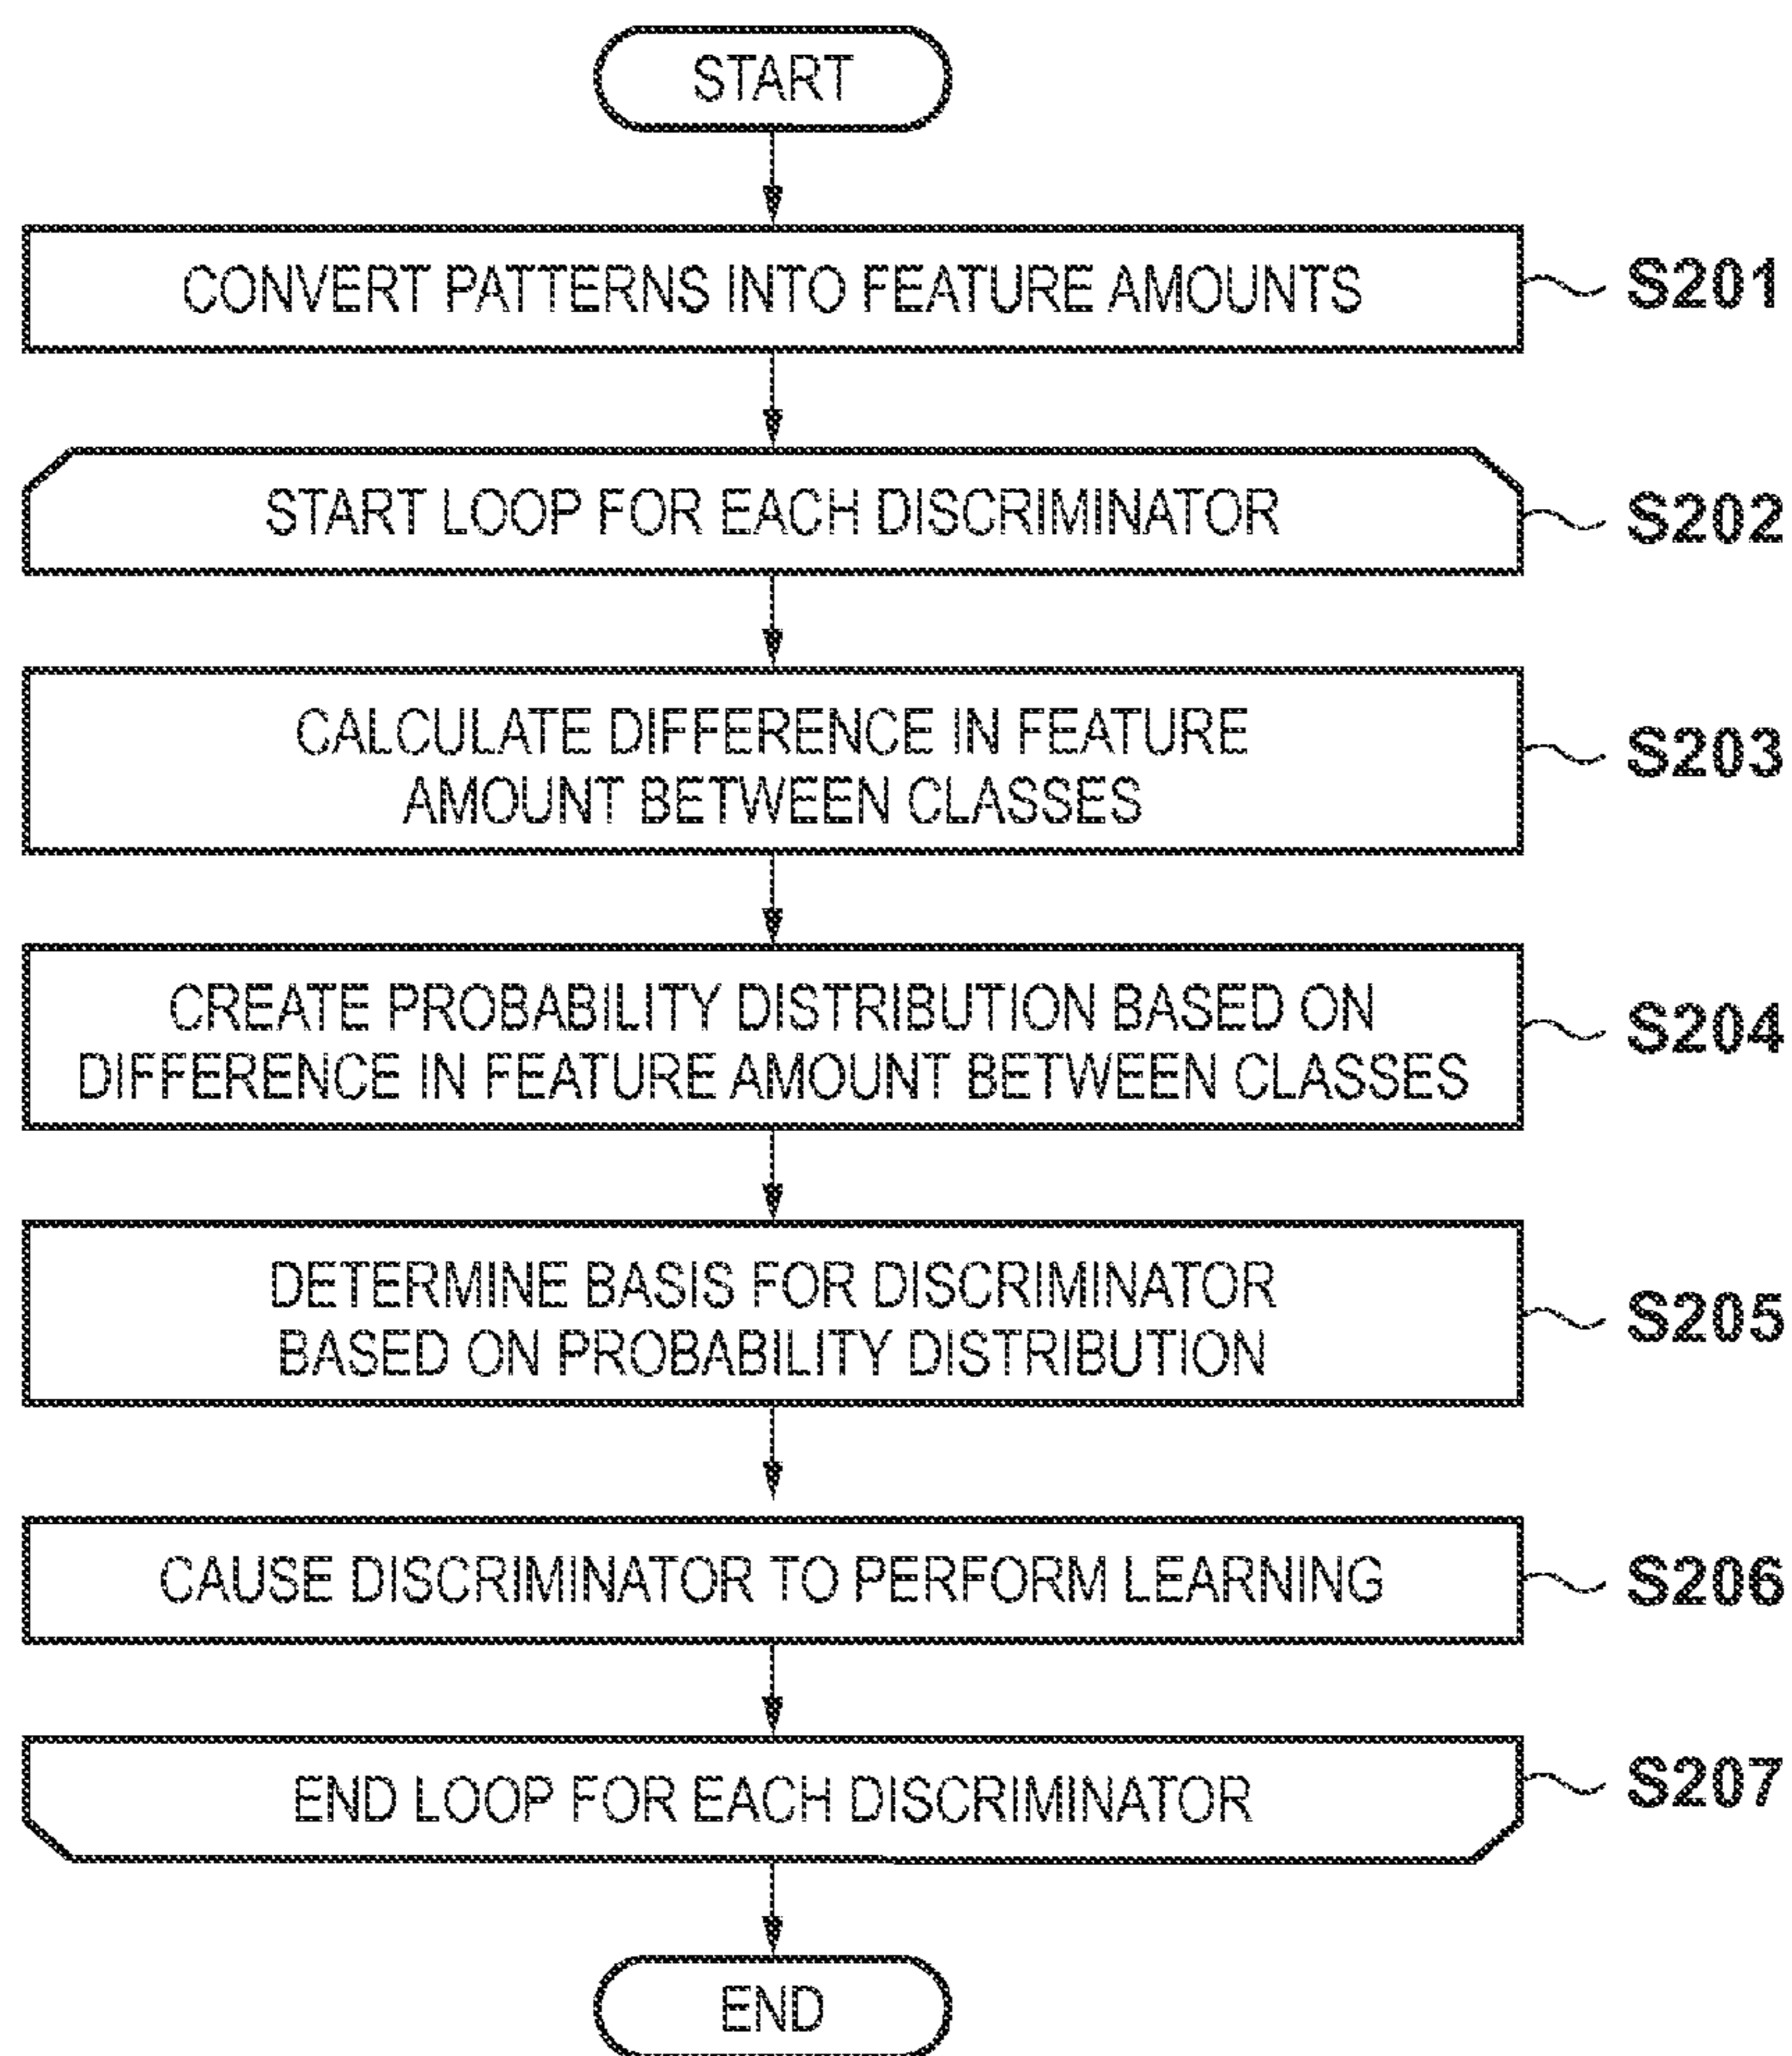 START
CONVERT PATTERNS INTO FEATURE AMOUNTS
S201
START LOOP FOR EACH DISCRIMINATOR
S202
CALCULATE DIFFERENCE IN FEATURE
AMOUNT BETWEEN CLASSES
S203
CREATE PROBABILITY DISTRIBUTION BASED ON
DIFFERENCE IN FEATURE AMOUNT BETWEEN CLASSES
S204
DETERMINE BASIS FOR DISCRIMINATOR
BASED ON PROBABILITY DISTRIBUTION
S205
CAUSE DISCRIMINATOR TO PERFORM LEARNING
S206
END LOOP FOR EACH DISCRIMINATOR
S207
END